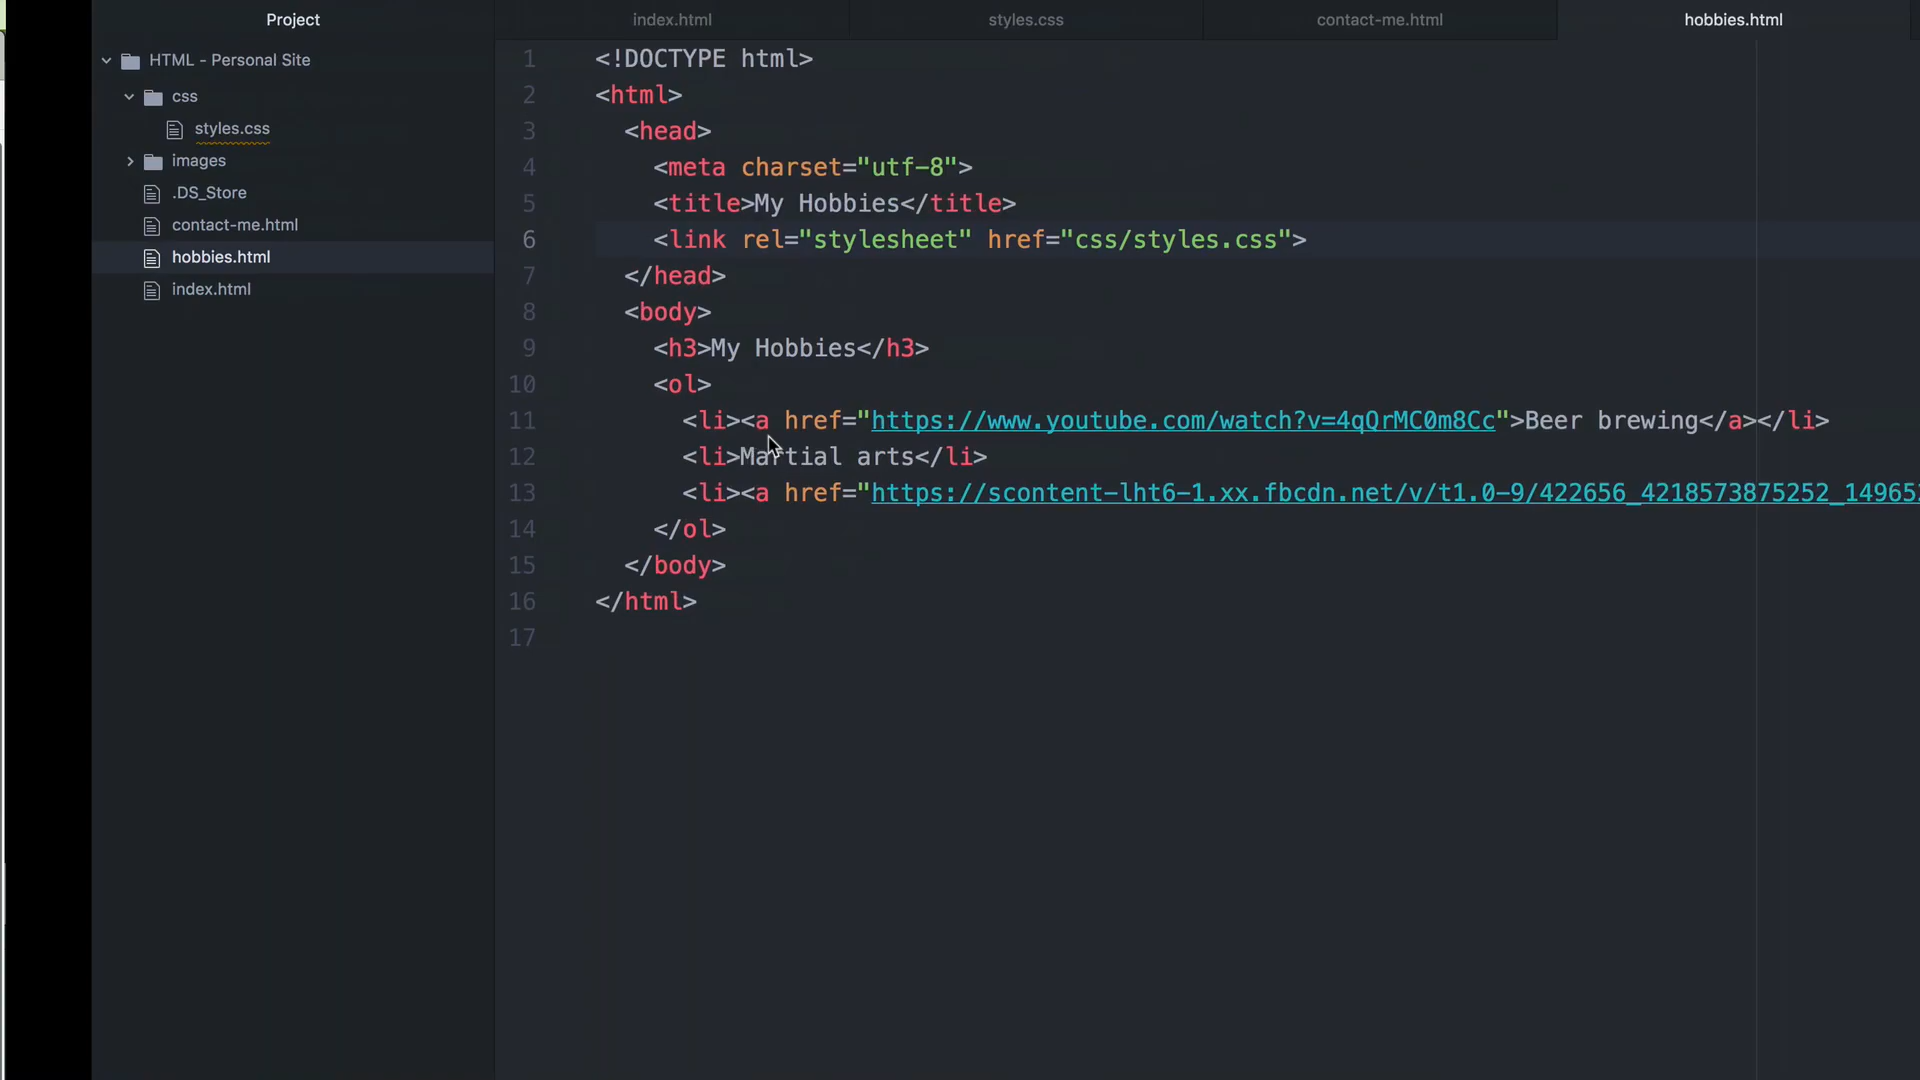 Project
index.html
styles.css
contact-me.html
hobbies.html
HTML - Personal Site
css
styles.css
images
.DS_Store
contact-me.html
hobbies.html
index.html
1 <!DOCTYPE html>
2 <html>
3 <head>
4 <meta charset="utf-8">
5 <title>My Hobbies</title>
6 <link rel="stylesheet" href="css/styles.css">
7 </head>
8 <body>
9 <h3>My Hobbies</h3>
10 <ol>
11 <li><a href="https://www.youtube.com/watch?v=4qQrMC0m8Cc">Beer brewing</a></li>
12 <li>Martial arts</li>
13 <li><a href="https://scontent-lht6-1.xx.fbcdn.net/v/t1.0-9/422656_4218573875252_14965
14 </ol>
15 </body>
16 </html>
17